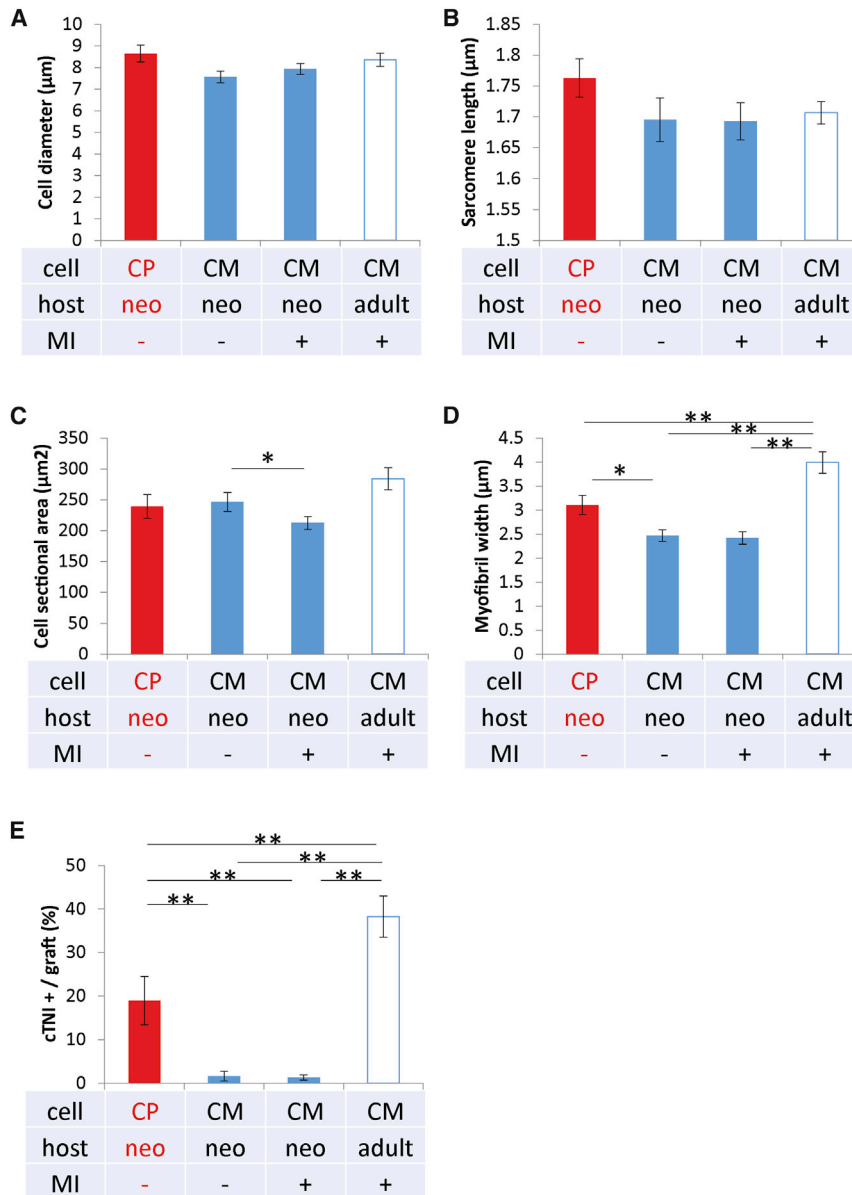 A
Cell diameter (µm)
10
9
8
7
6
5
4
3
2
1
0
cell CP CM CM CM
host neo neo neo adult
MI - - + +
B
Sarcomere length (µm)
1.85
1.8
1.75
1.7
1.65
1.6
1.55
1.5
cell CP CM CM CM
host neo neo neo adult
MI - - + +
C
Cell sectional area (µm2)
350
300
250
200
150
100
50
0
*
cell CP CM CM CM
host neo neo neo adult
MI - - + +
D
Myofibril width (µm)
4.5
4
3.5
3
2.5
2
1.5
1
0.5
0
**
**
**
*
cell CP CM CM CM
host neo neo neo adult
MI - - + +
E
cTNI + / graft (%)
50
40
30
20
10
0
**
**
** **
**
cell CP CM CM CM
host neo neo neo adult
MI - - + +